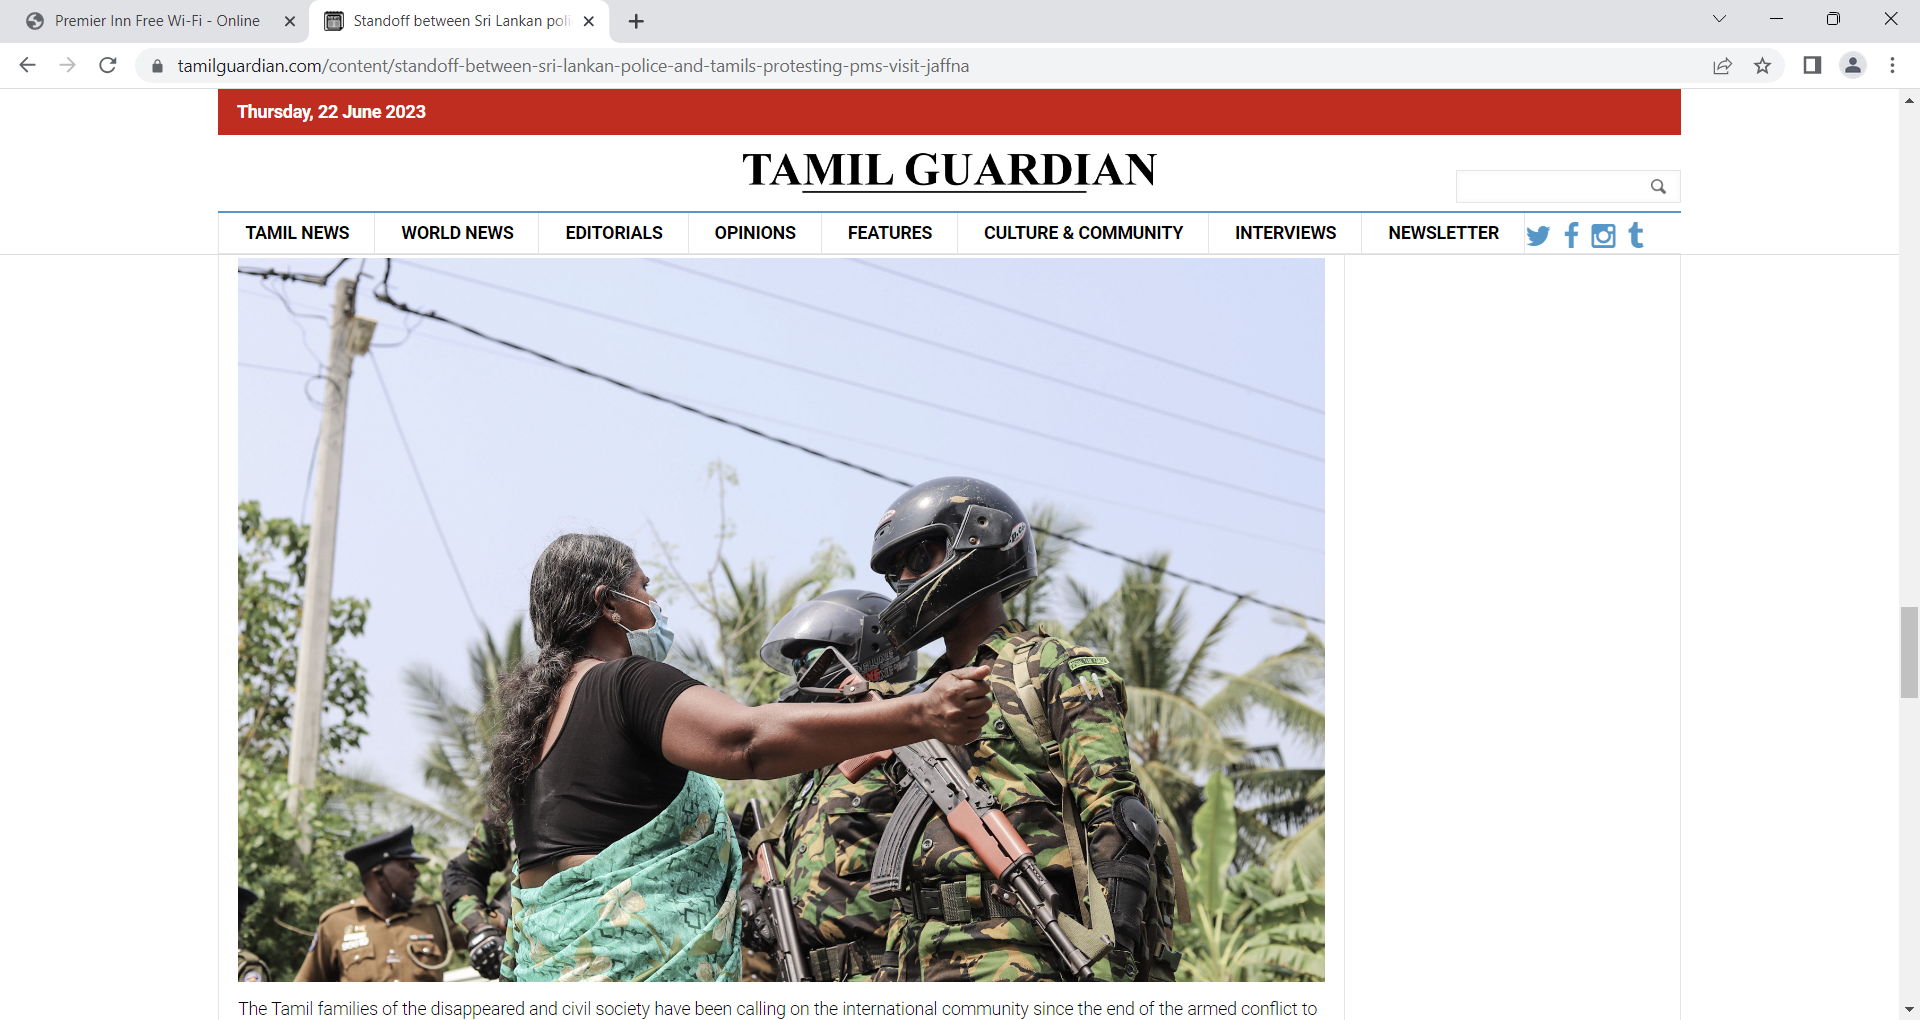 Premier Inn Free Wi-Fi - Online
Standoff between Sri Lankan poli
tamilguardian.com/content/standoff-between-sri-lankan-police-and-tamils-protesting-pms-visit-jaffna
Thursday, 22 June 2023
TAMIL GUARDIAN
TAMIL NEWS WORLD NEWS EDITORIALS OPINIONS FEATURES CULTURE & COMMUNITY INTERVIEWS NEWSLETTER
The Tamil families of the disappeared and civil society have been calling on the international community since the end of the armed conflict to